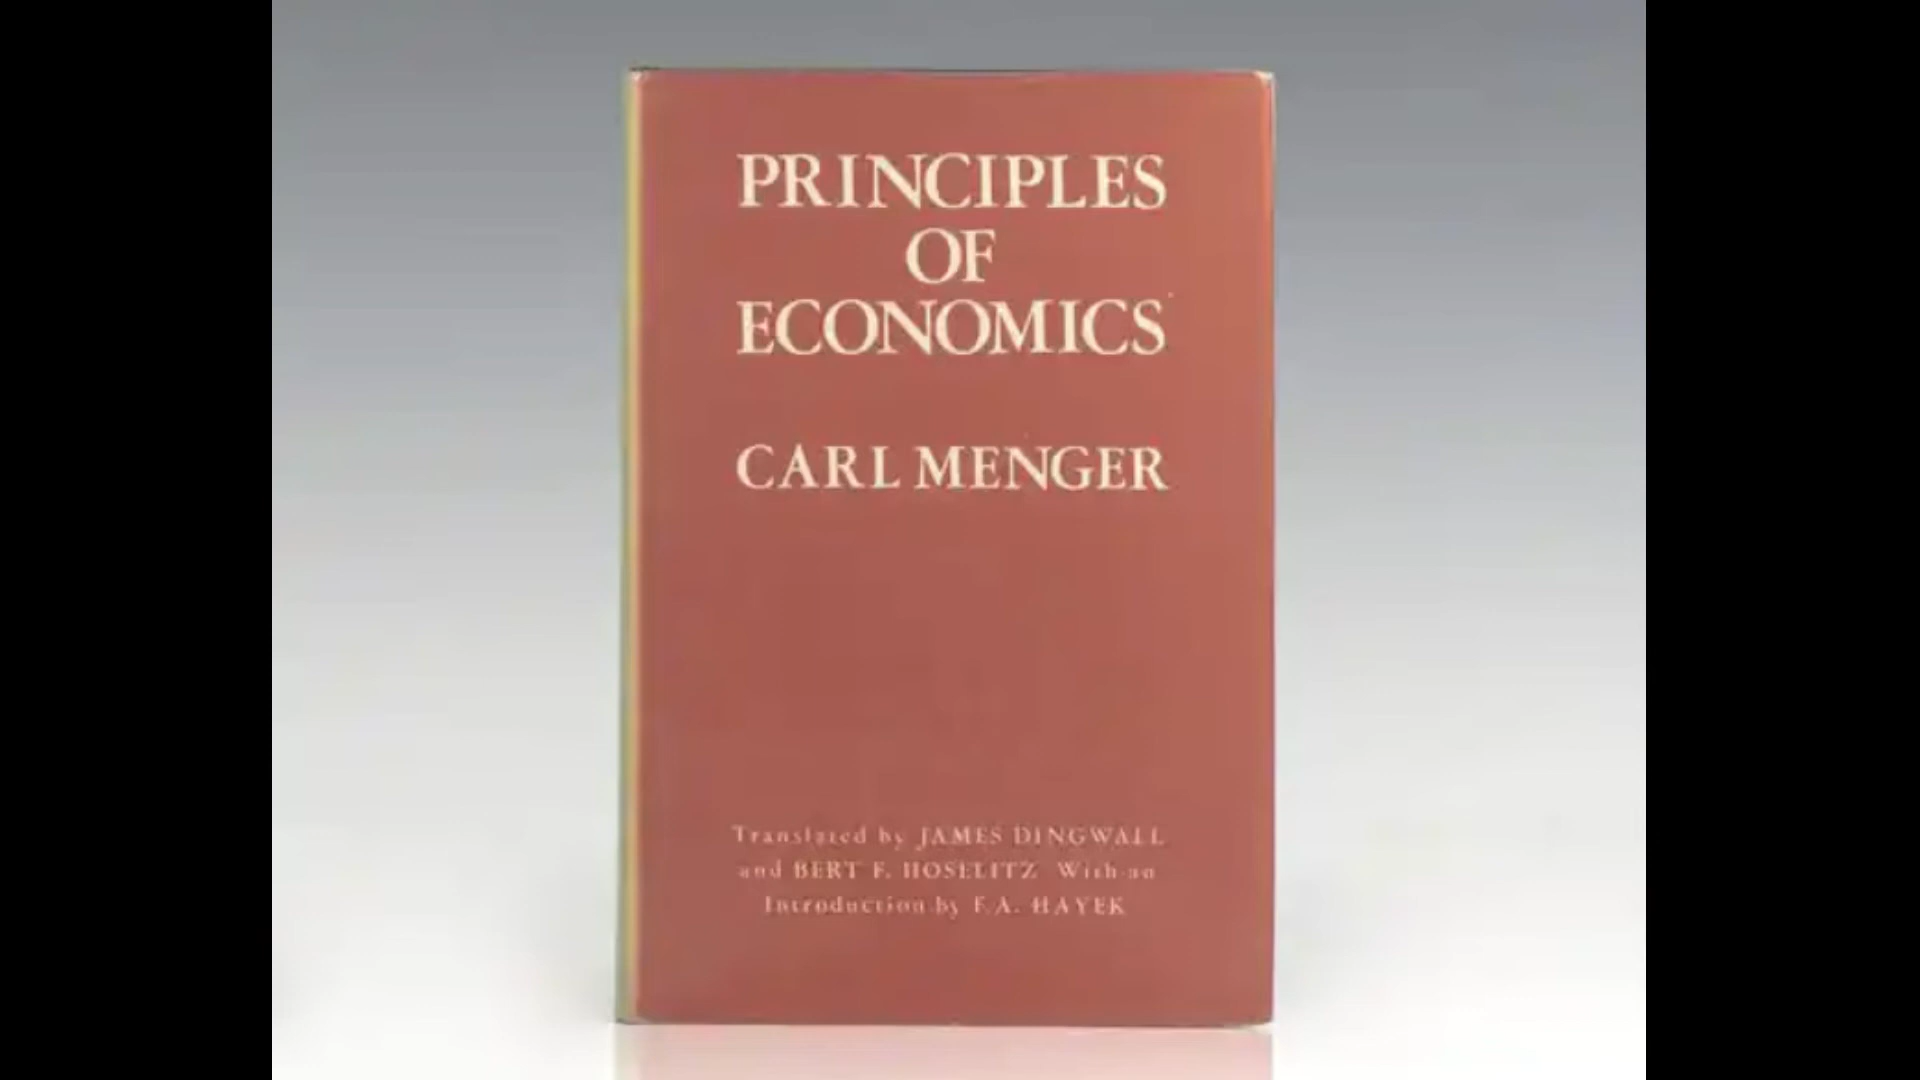 PRINCIPLES
OF
ECONOMICS
CARL MENGER
Translated by JAMES DINGWALL
and BERT F. HOSELITZ With an
Introduction by F. A. HAYEK